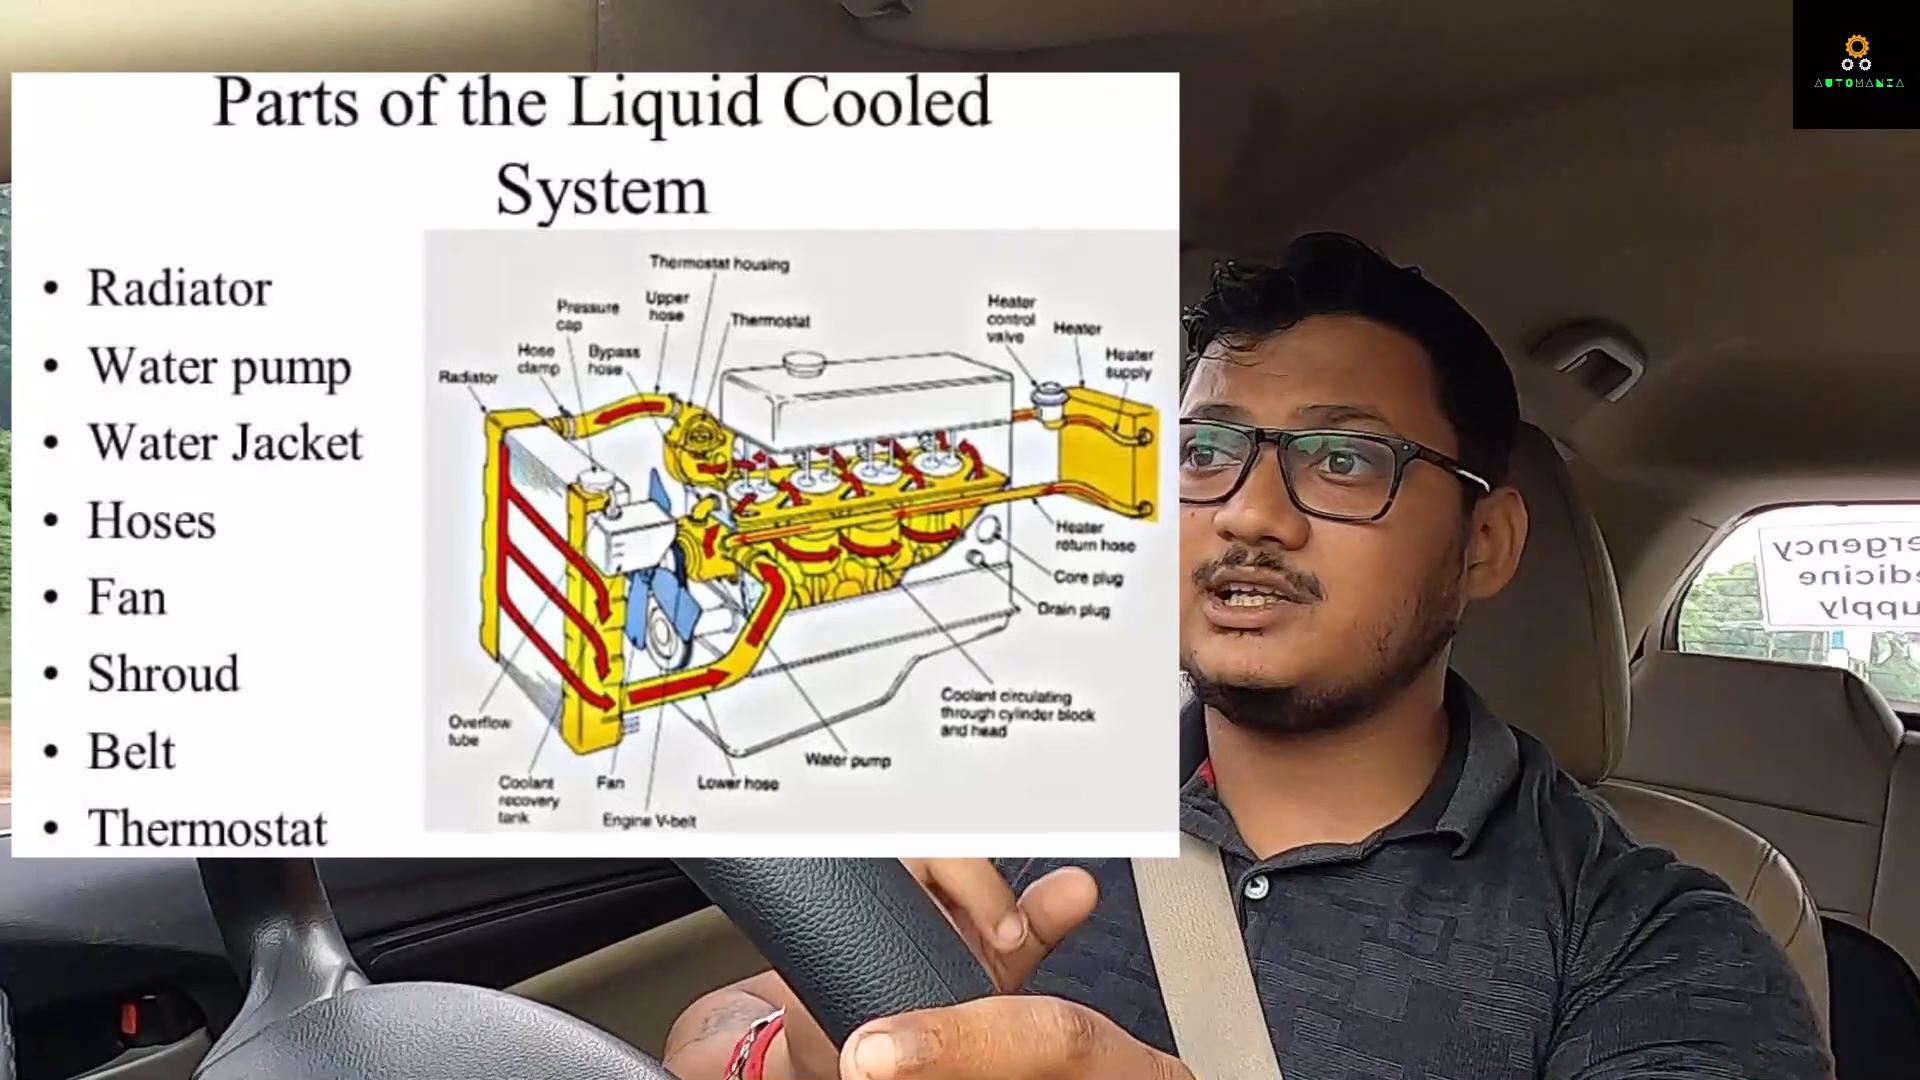 Parts of the Liquid Cooled
System
• Radiator
• Water pump
• Water Jacket
• Hoses
• Fan
• Shroud
• Belt
• Thermostat
Thermostat housing
Pressure
cap
Upper
hose
Thermostat
Hose
clamp
Bypass
hose
Radiator
Heater
control
valve
Heater
Heater
supply
Heater
return hose
Core plug
Drain plug
Coolant circulating
through cylinder block
and head
Water pump
Lower hose
Overflow
tube
Coolant
recovery
tank
Fan
Engine V-belt
AUTOMANIA